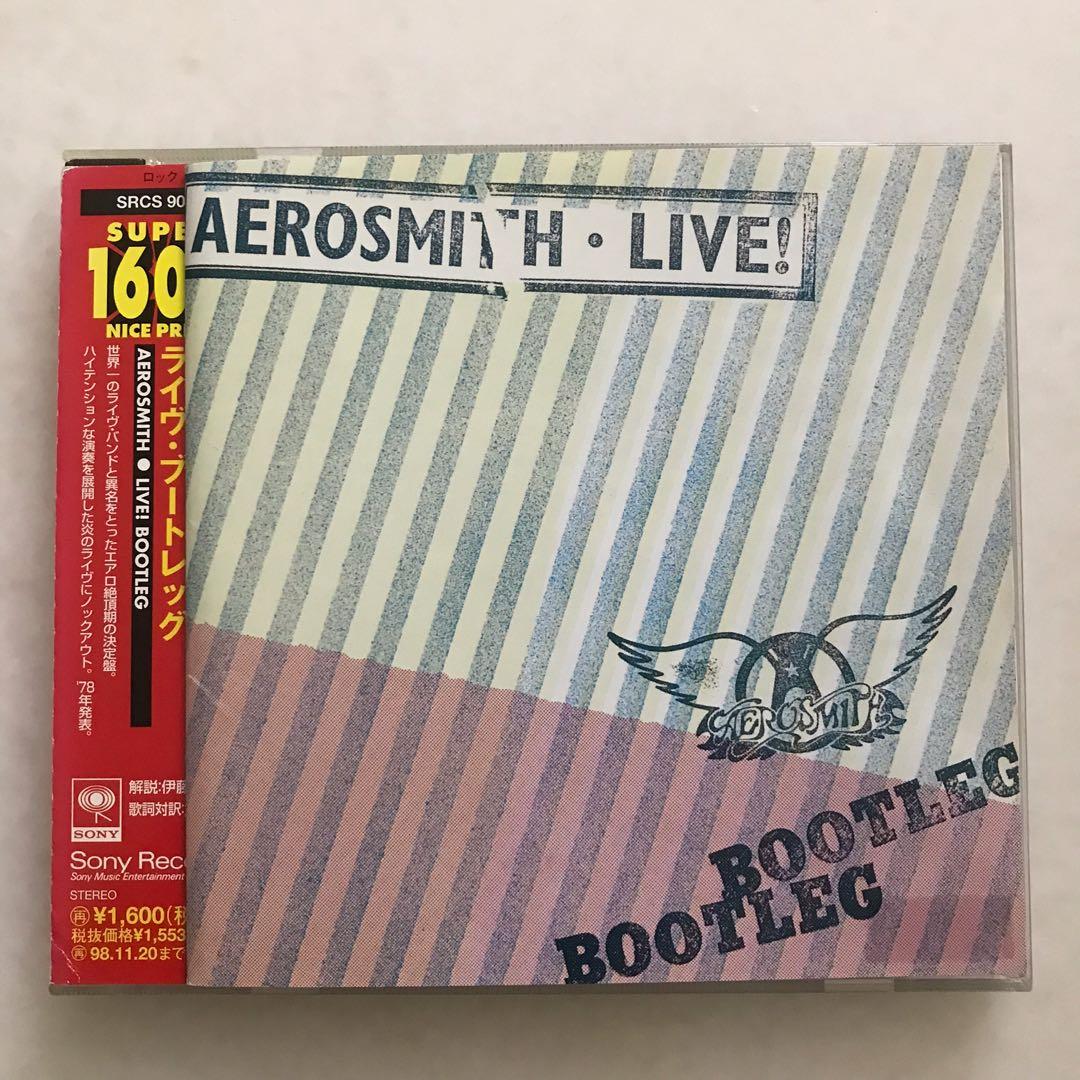 ロック
SRCS 90
SUPE
160
NICE PR
ライヴ・ブートレッグ
AEROSMITH ● LIVE! BOOTLEG
世界一のライヴ・バンドと異名をとったエアロ絶頂期の決定盤。
ハイテンションな演奏を展開した炎のライヴにノックアウト。'78年発表。
解説:伊
歌詞対訳:
SONY
Sony Rec
Sony Music Entertainment
STEREO
再 ¥1,600(税
税抜価格¥1,553
再 98.11.20まで
AEROSMITH • LIVE!
AEROSMITH
BOOTLEG
BOOTLEG